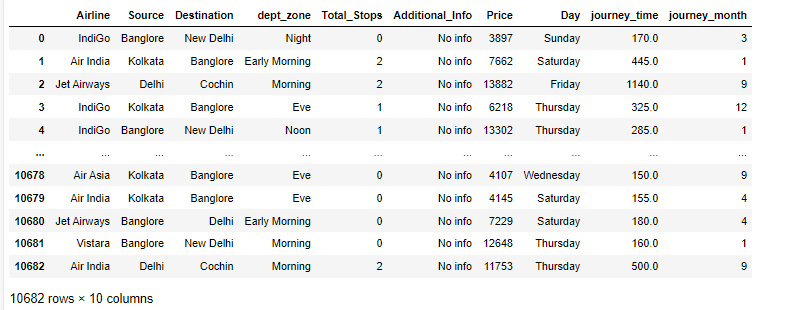 Airline Source Destination dept_zone Total_Stops Additional_Info Price Day journey_time journey_month
0 IndiGo Banglore New Delhi Night 0 No info 3897 Sunday 170.0 3
1 Air India Kolkata Banglore Early Morning 2 No info 7662 Saturday 445.0 1
2 Jet Airways Delhi Cochin Morning 2 No info 13882 Friday 1140.0 9
3 IndiGo Kolkata Banglore Eve 1 No info 6218 Thursday 325.0 12
4 IndiGo Banglore New Delhi Noon 1 No info 13302 Thursday 285.0 1
... ... ... ... ... ... ... ... ... ... ...
10678 Air Asia Kolkata Banglore Eve 0 No info 4107 Wednesday 150.0 9
10679 Air India Kolkata Banglore Eve 0 No info 4145 Saturday 155.0 4
10680 Jet Airways Banglore Delhi Early Morning 0 No info 7229 Saturday 180.0 4
10681 Vistara Banglore New Delhi Morning 0 No info 12648 Thursday 160.0 1
10682 Air India Delhi Cochin Morning 2 No info 11753 Thursday 500.0 9
10682 rows × 10 columns